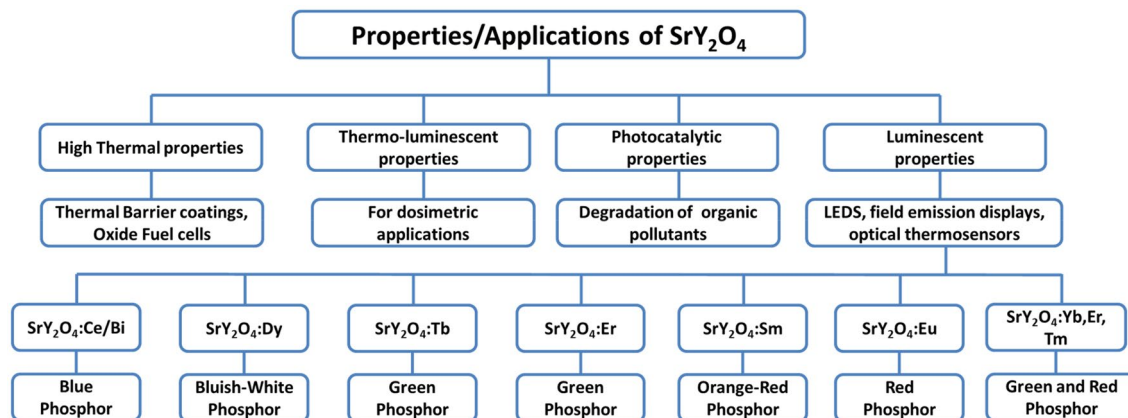 Properties/Applications of SrY₂O₄
High Thermal properties
Thermo-luminescent
properties
Photocatalytic
properties
Luminescent
properties
Thermal Barrier coatings,
Oxide Fuel cells
For dosimetric
applications
Degradation of organic
pollutants
LEDS, field emission displays,
optical thermosensors
SrY₂O₄:Ce/Bi
SrY₂O₄:Dy
SrY₂O₄:Tb
SrY₂O₄:Er
SrY₂O₄:Sm
SrY₂O₄:Eu
SrY₂O₄:Yb,Er,
Tm
Blue
Phosphor
Bluish-White
Phosphor
Green
Phosphor
Green
Phosphor
Orange-Red
Phosphor
Red
Phosphor
Green and Red
Phosphor